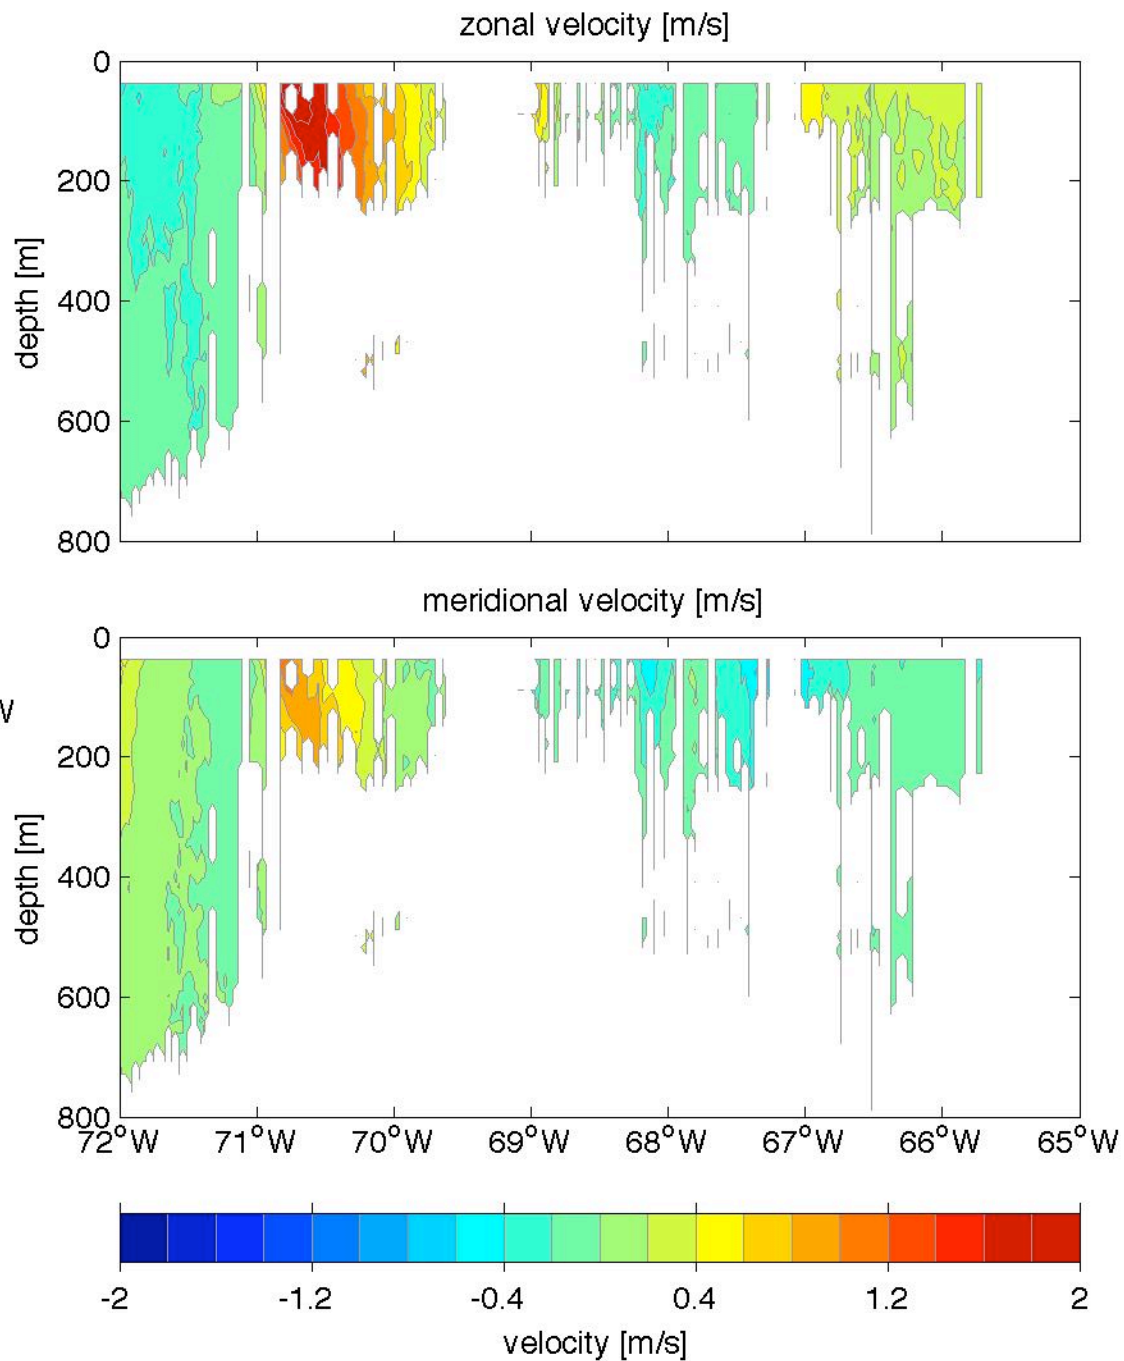 zonal velocity [m/s]
0
200
400
600
800
depth [m]
meridional velocity [m/s]
0
W
200
400
600
800
depth [m]
72°W 71°W 70°W 69°W 68°W 67°W 66°W 65°W
-2 -1.2 -0.4 0.4 1.2 2
velocity [m/s]